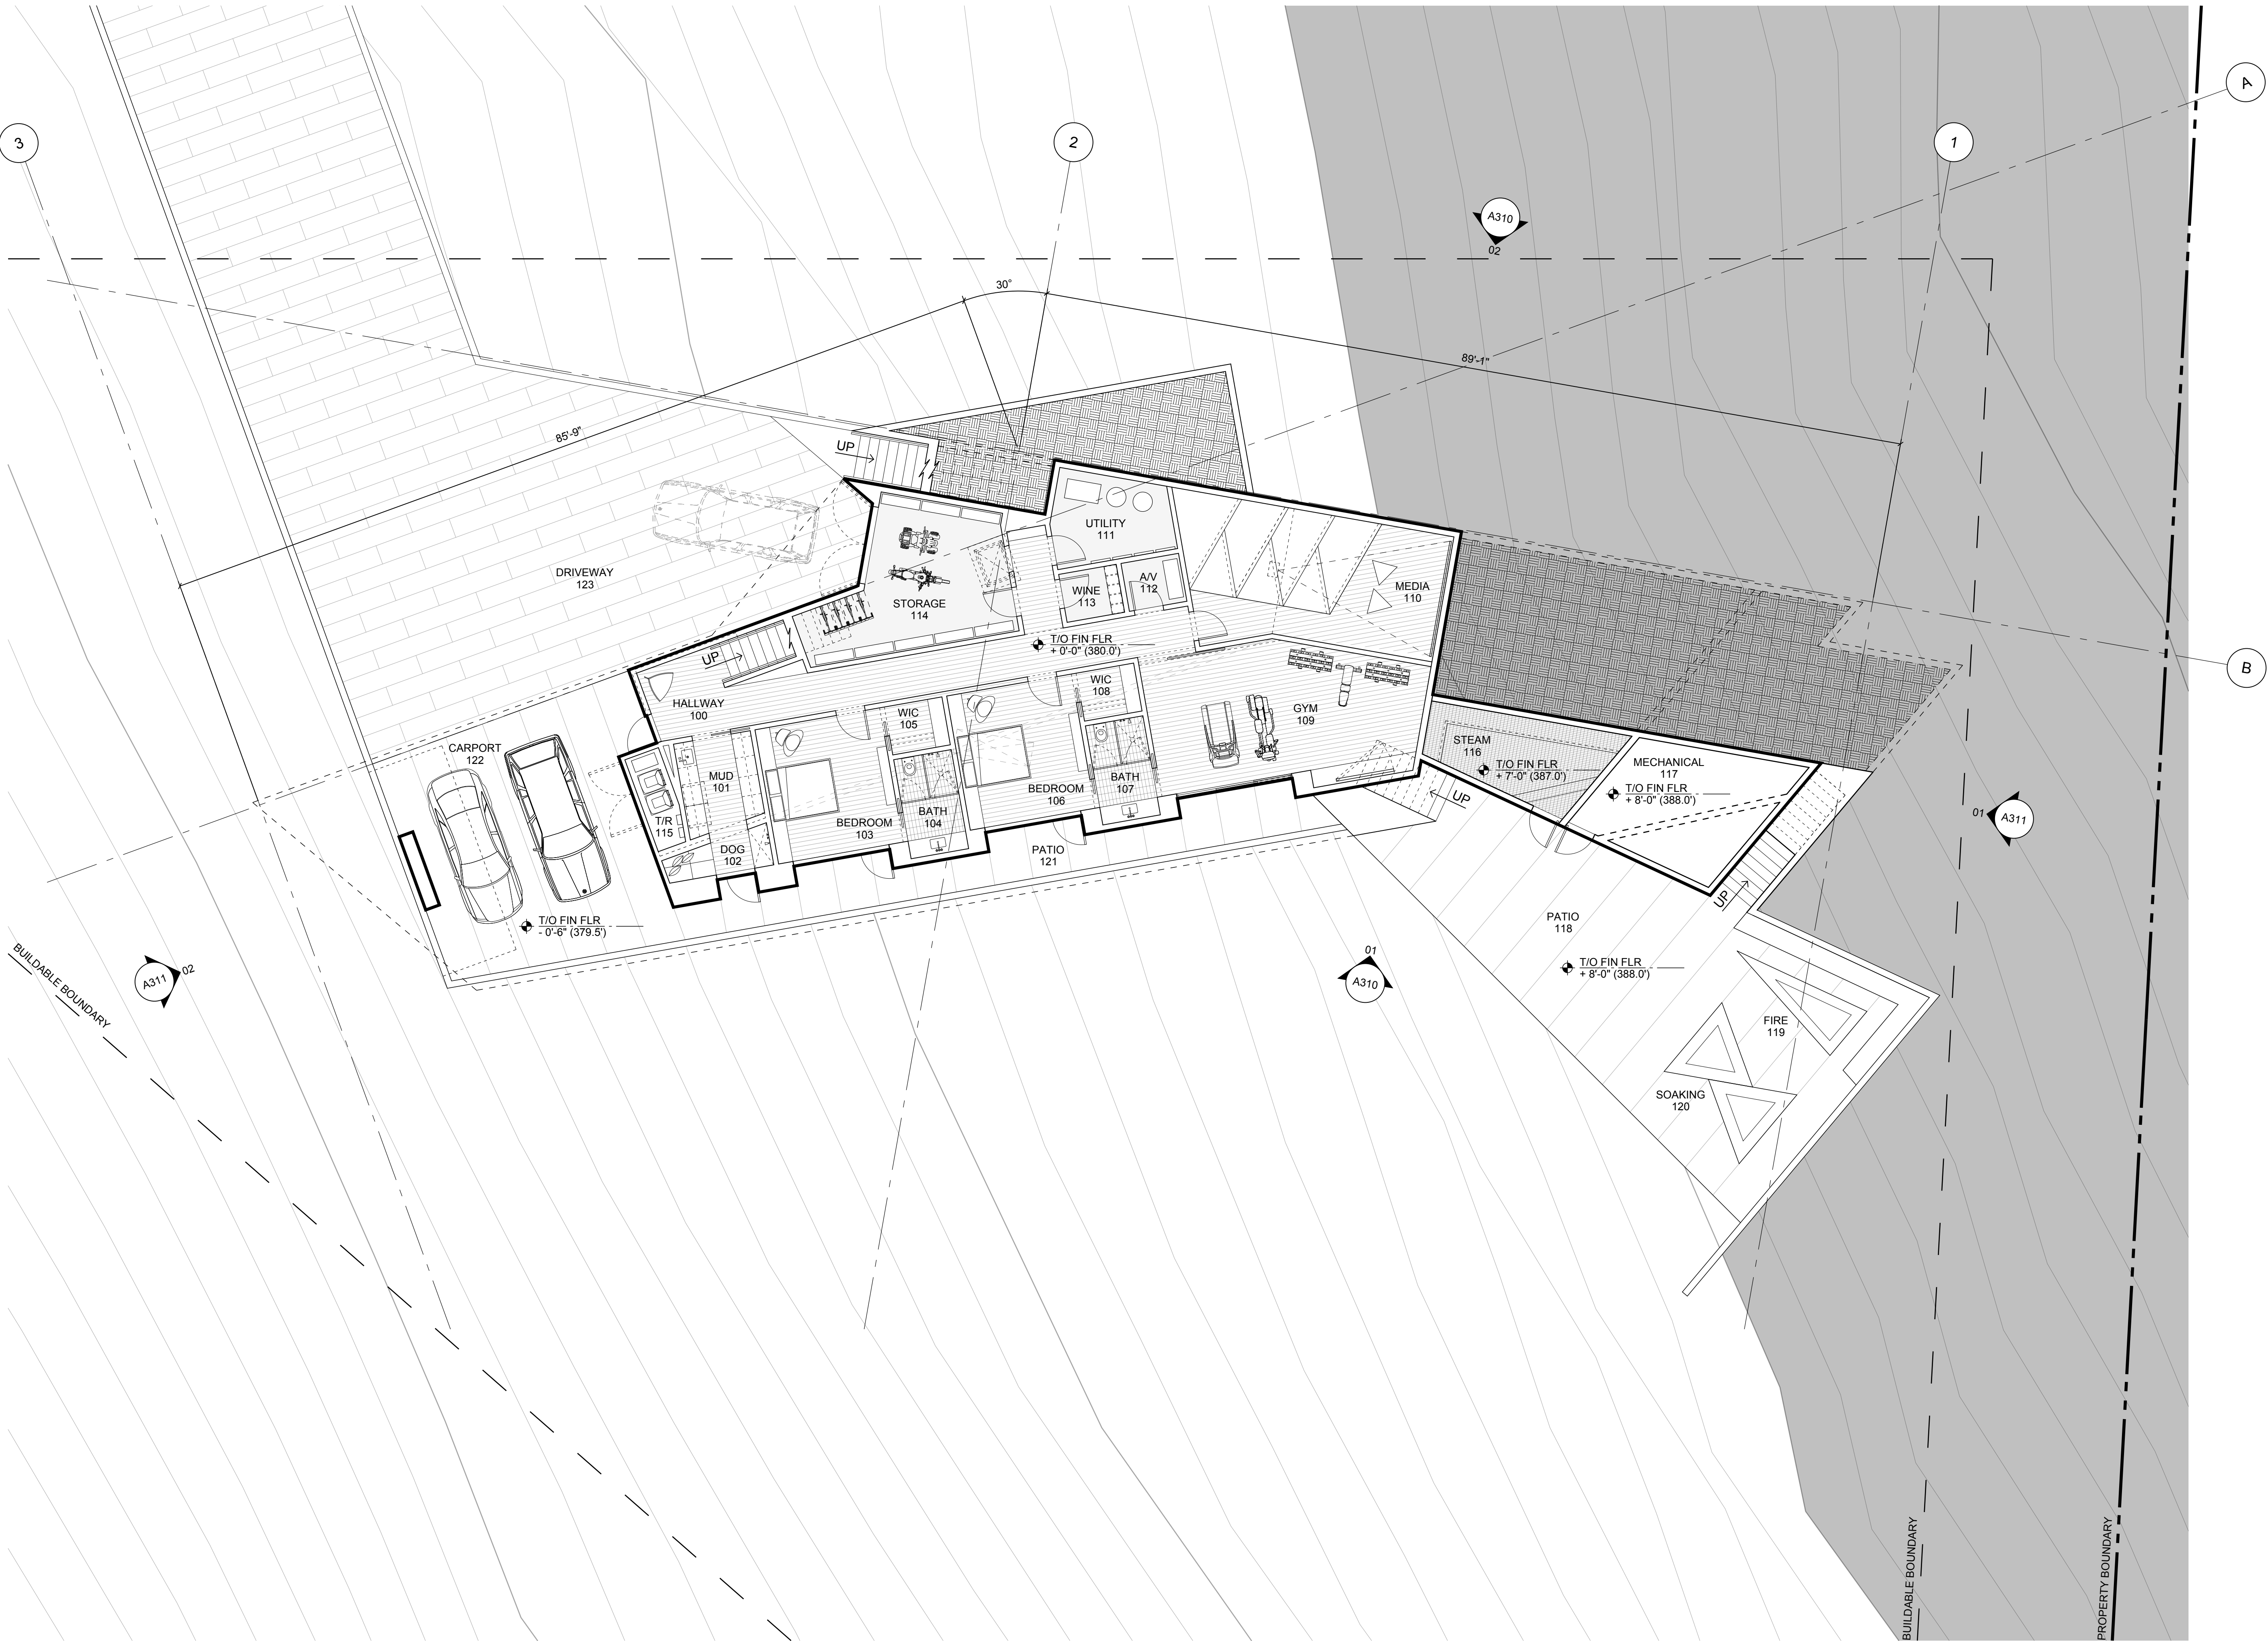 A
3
2
1
A310
02
30°
89'-1"
85'-9"
UP
UTILITY
111
DRIVEWAY
123
A/V
112
MEDIA
110
WINE
113
STORAGE
114
T/O FIN FLR
+ 0'-0" (380.0')
UP
B
WIC
108
HALLWAY
100
WIC
105
GYM
109
CARPORT
122
STEAM
116
T/O FIN FLR
+ 7'-0" (387.0')
MECHANICAL
117
T/O FIN FLR
+ 8'-0" (388.0')
MUD
101
BATH
107
BEDROOM
106
UP
T/R
115
BEDROOM
103
BATH
104
01
A311
DOG
102
PATIO
121
UP
T/O FIN FLR
- 0'-6" (379.5')
PATIO
118
01
A310
T/O FIN FLR
+ 8'-0" (388.0')
BUILDABLE BOUNDARY
A311
02
FIRE
119
SOAKING
120
BUILDABLE BOUNDARY
PROPERTY BOUNDARY